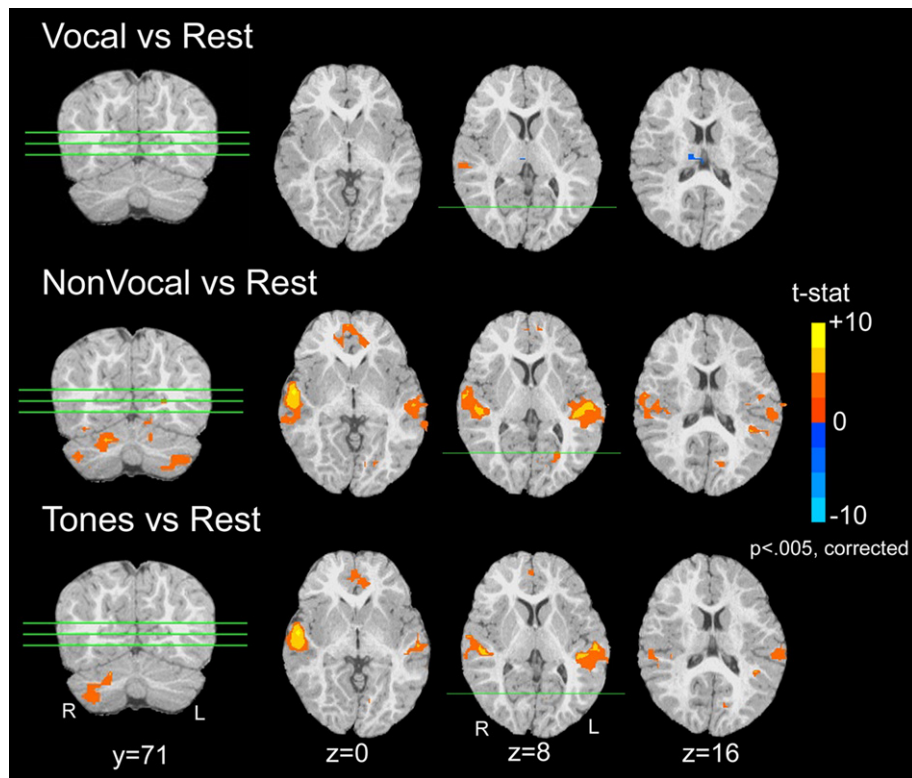 Vocal vs Rest
NonVocal vs Rest
t-stat
+10
0
-10
p<.005, corrected
Tones vs Rest
R
L
R
L
y=71
z=0
z=8
z=16